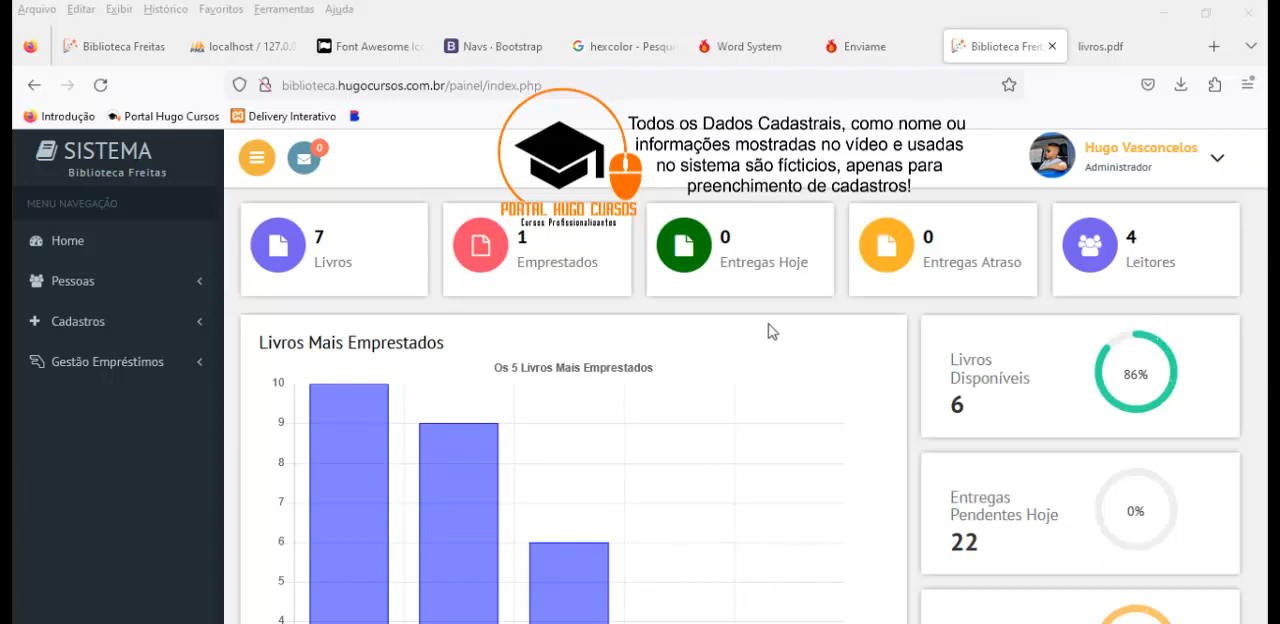 Arquivo Editar Exibir Histórico Favoritos Ferramentas Ajuda
Biblioteca Freitas
localhost / 127.0.0
Font Awesome Ic
Navs · Bootstrap
hexcolor - Pesqu
Word System
Enviame
Biblioteca Freit
livros.pdf
biblioteca.hugocursos.com.br/painel/index.php
Introdução
Portal Hugo Cursos
Delivery Interativo
SISTEMA
Biblioteca Freitas
0
Todos os Dados Cadastrais, como nome ou
informações mostradas no vídeo e usadas
no sistema são fícticios, apenas para
preenchimento de cadastros!
PORTAL HUGO CURSOS
Cursos Profissionalizantes
Hugo Vasconcelos
Administrador
MENU NAVEGAÇÃO
Home
Pessoas
Cadastros
Gestão Empréstimos
7
Livros
1
Emprestados
0
Entregas Hoje
0
Entregas Atraso
4
Leitores
Livros Mais Emprestados
Os 5 Livros Mais Emprestados
10
9
8
7
6
5
4
Livros
Disponíveis
6
86%
Entregas
Pendentes Hoje
22
0%